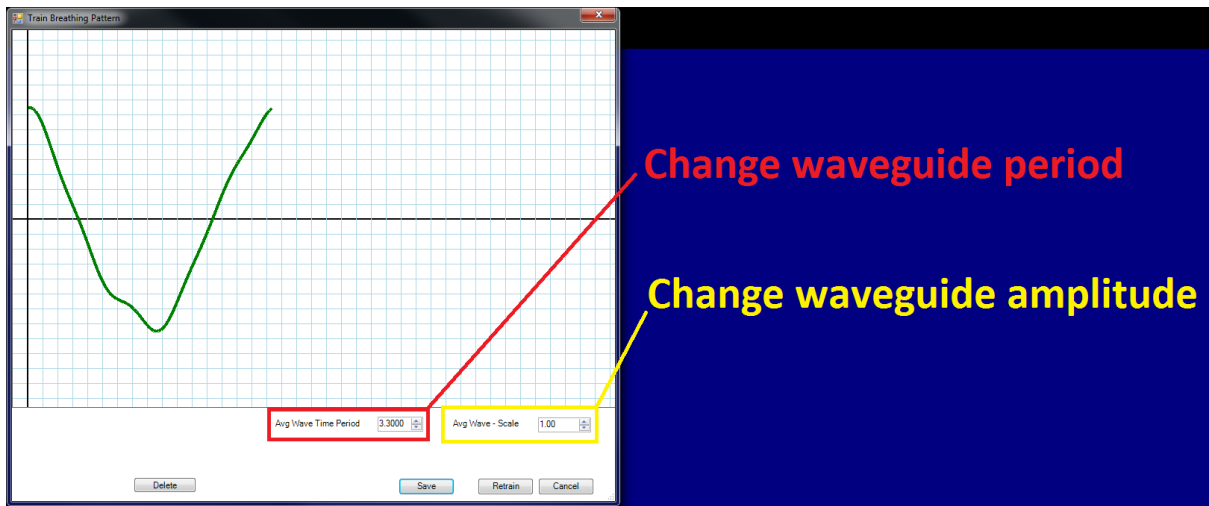 Train Breathing Pattern
Change waveguide period
Change waveguide amplitude
Avg Wave Time Period 3.3000 Avg Wave - Scale 1.00
Delete Save Retrain Cancel